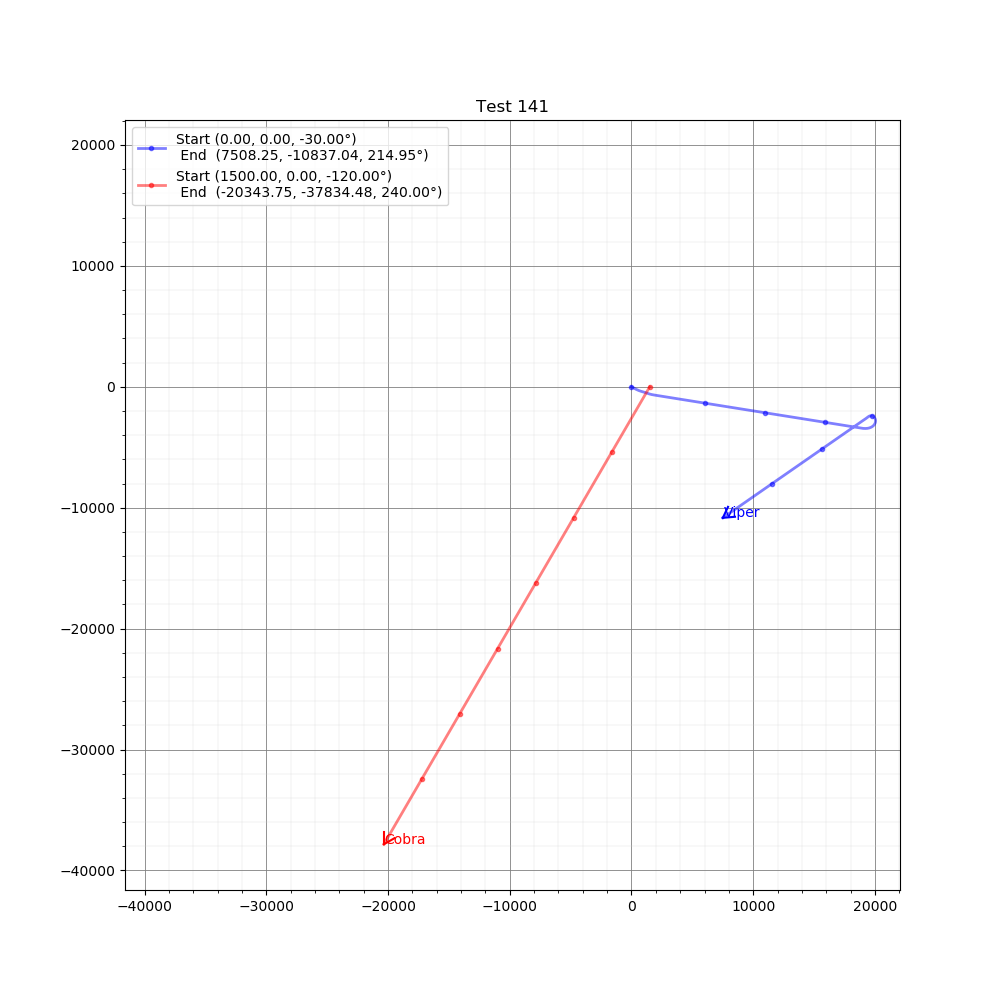 Test 141
Start (0.00, 0.00, -30.00°)
End  (7508.25, -10837.04, 214.95°)
Start (1500.00, 0.00, -120.00°)
End  (-20343.75, -37834.48, 240.00°)
20000
10000
0
−10000
−20000
−30000
−40000
Viper
Cobra
−40000
−30000
−20000
−10000
0
10000
20000